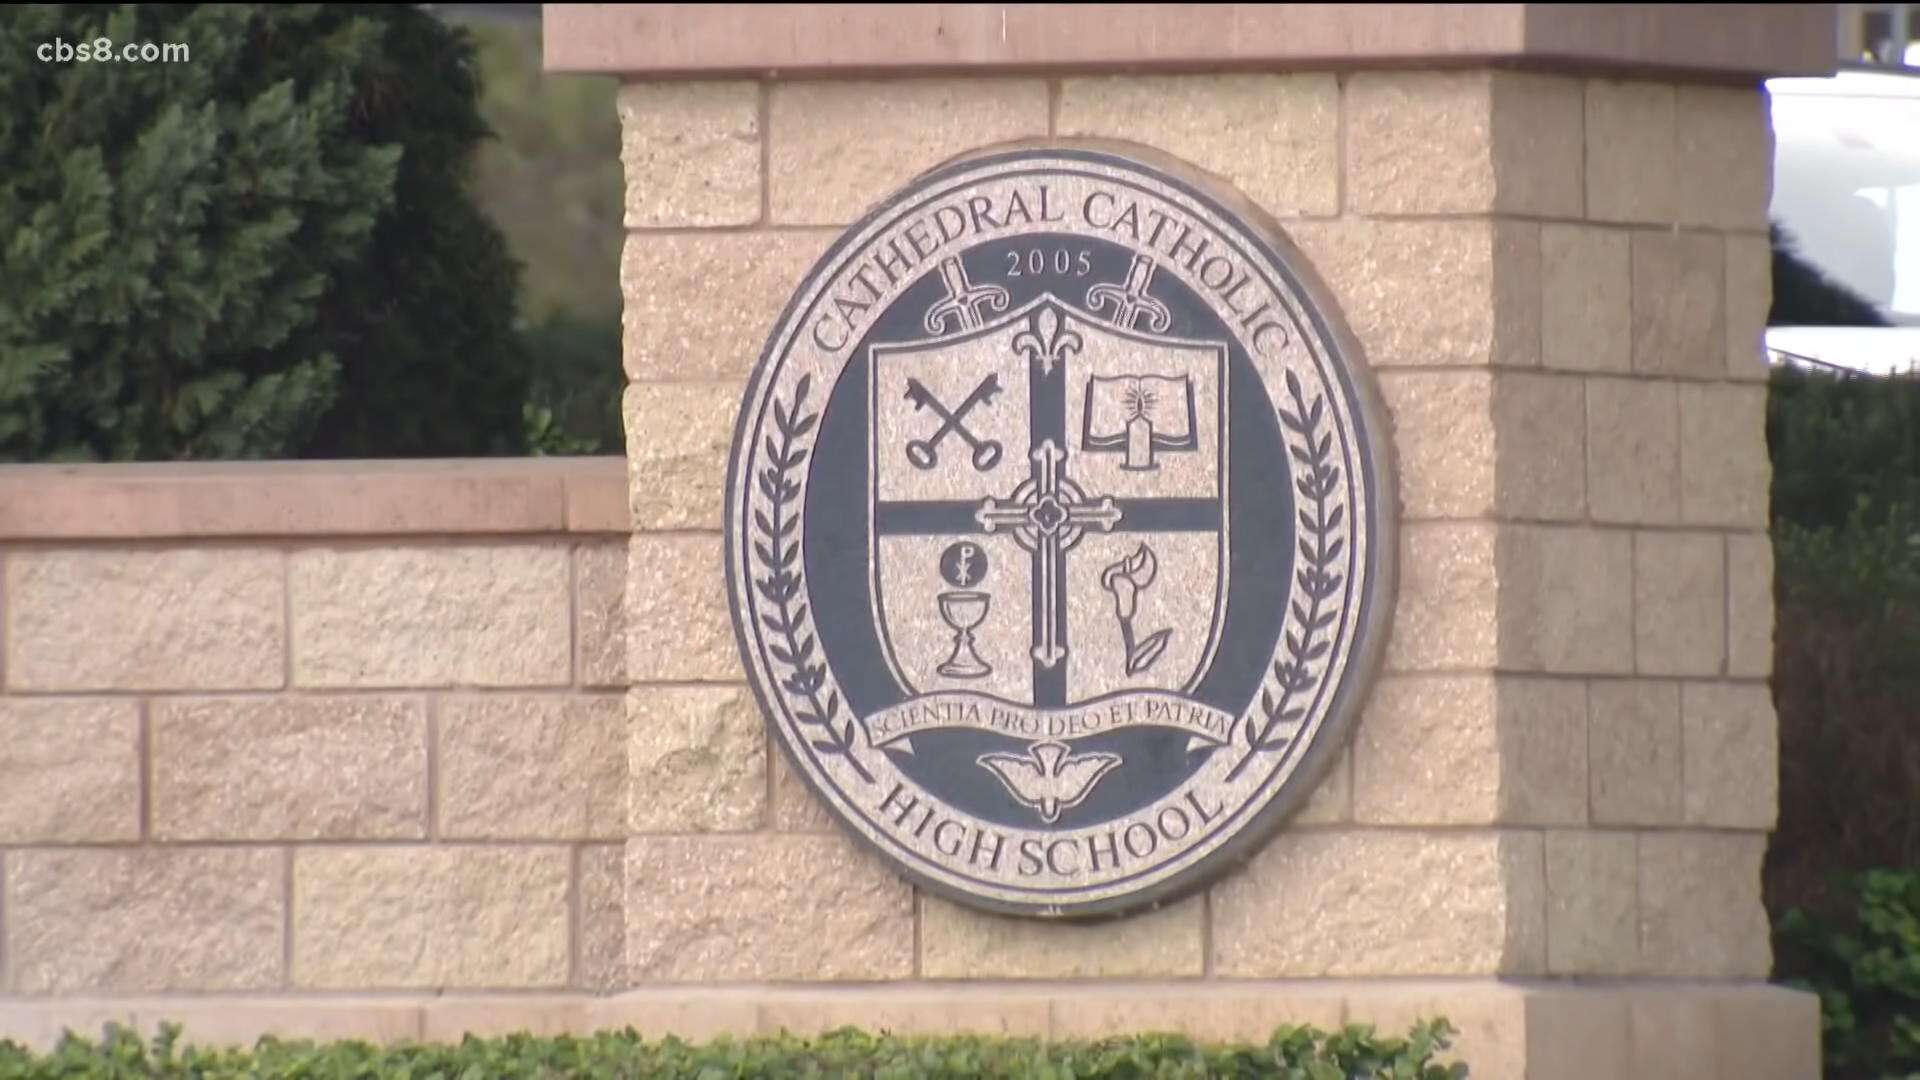 cbs8.com
CATHEDRAL CATHOLIC
2005
SCIENTIA PRO DEO ET PATRIA
HIGH SCHOOL